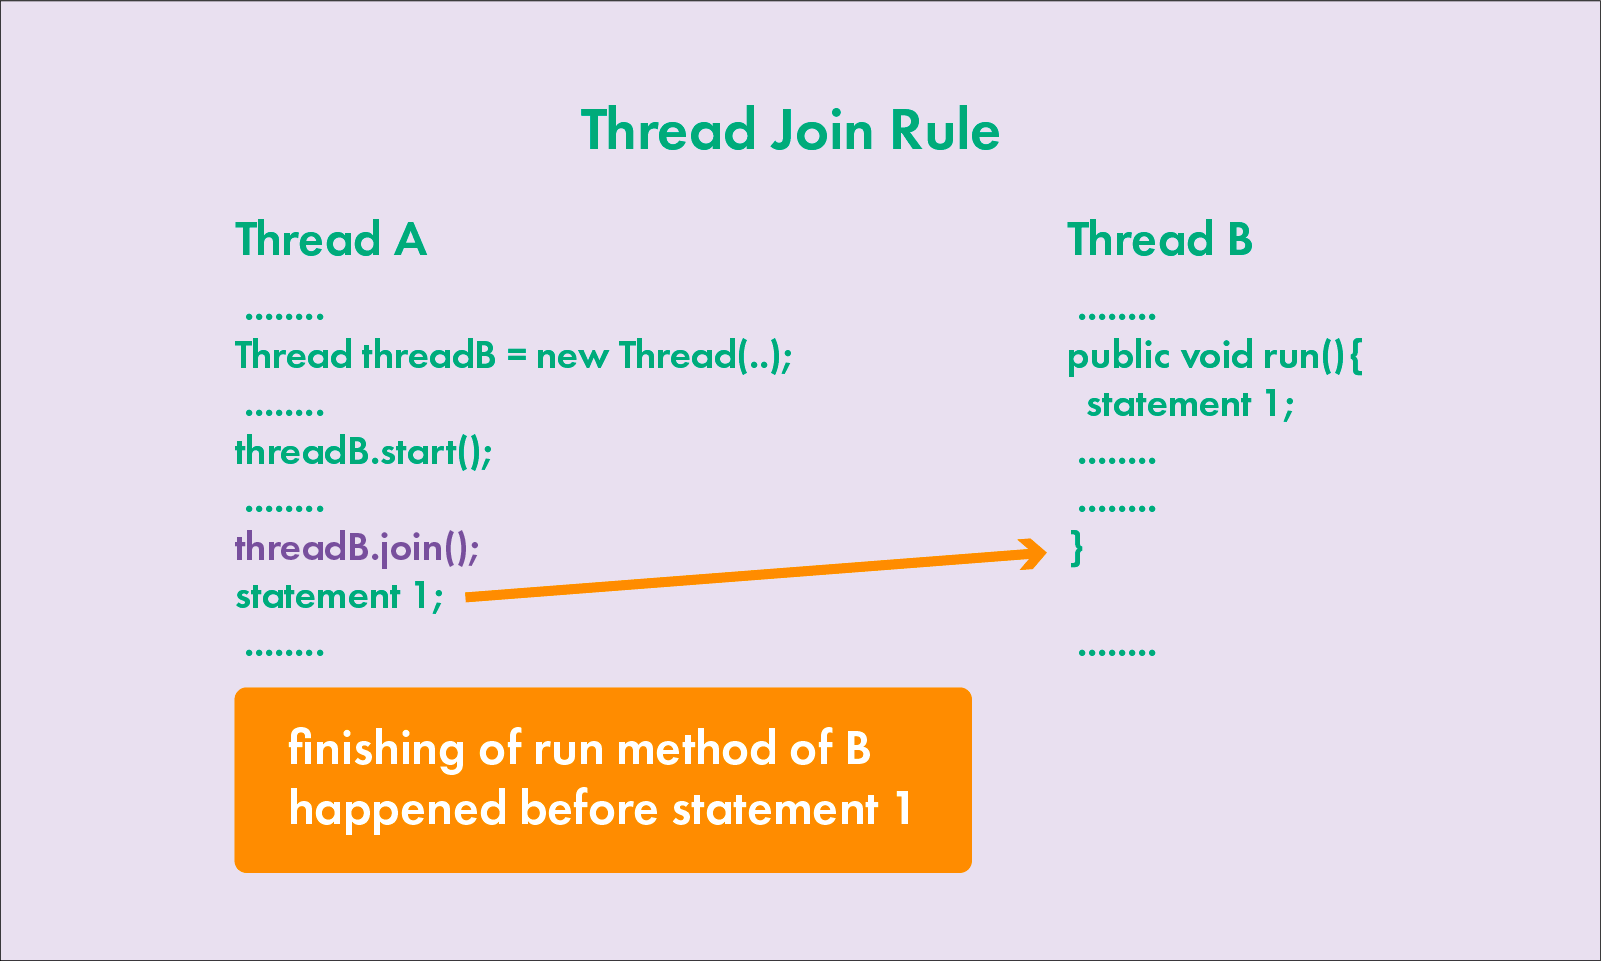 Thread Join Rule
Thread A
........
Thread threadB = new Thread(..);
........
threadB.start();
........
threadB.join();
statement 1;
........
Thread B
........
public void run(){
statement 1;
........
........
}
........
finishing of run method of B
happened before statement 1